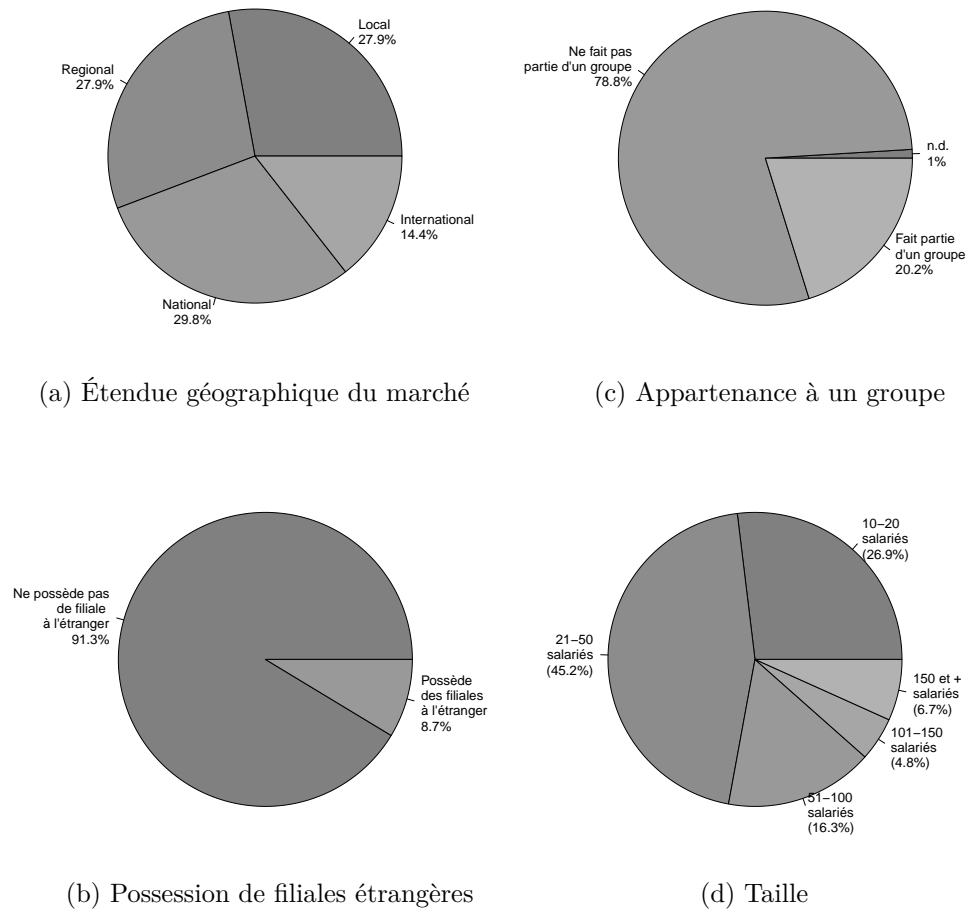 Local
27.9%
Regional
27.9%
National
29.8%
International
14.4%
(a) Étendue géographique du marché
Ne fait pas
partie d'un groupe
78.8%
n.d.
1%
Fait partie
d'un groupe
20.2%
(c) Appartenance à un groupe
Ne possède pas
de filiale
à l'étranger
91.3%
Possède
des filiales
à l'étranger
8.7%
(b) Possession de filiales étrangères
10−20
salariés
(26.9%)
21−50
salariés
(45.2%)
51−100
salariés
(16.3%)
101−150
salariés
(4.8%)
150 et +
salariés
(6.7%)
(d) Taille